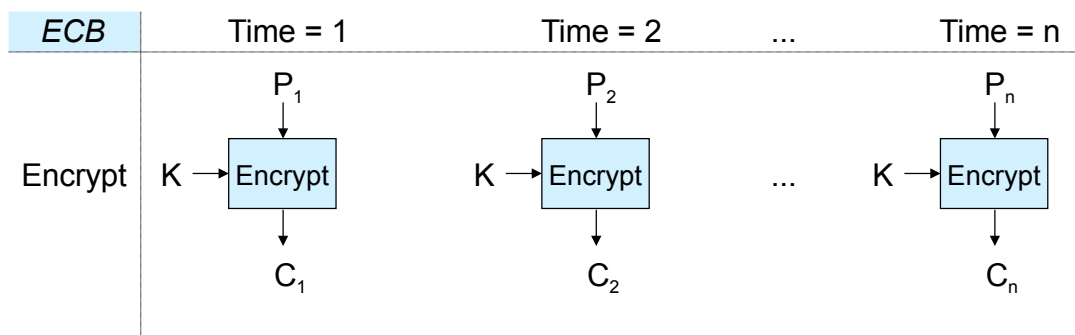 ECB Time = 1 Time = 2 ... Time = n
P₁ P₂ Pₙ
Encrypt K Encrypt K Encrypt ... K Encrypt
C₁ C₂ Cₙ